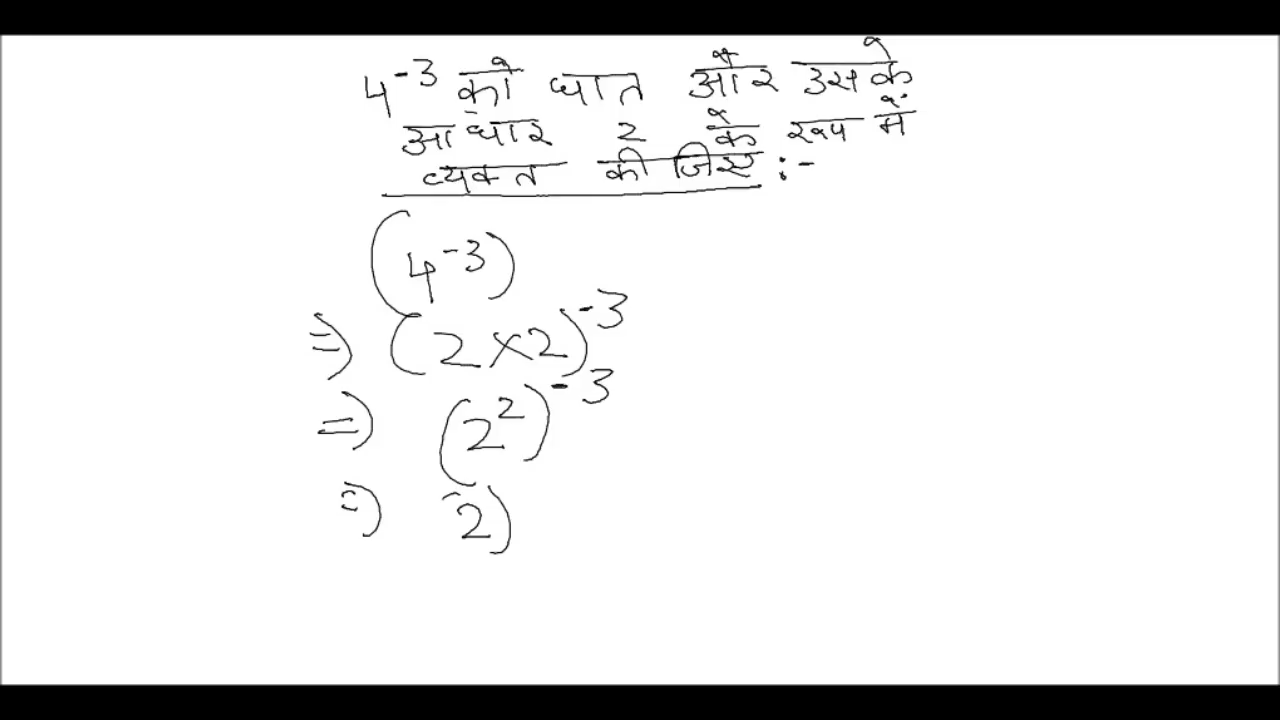 4⁻³ को घात और उसके
आधार 2 के रूप में
व्यक्त कीजिए :-
(4⁻³)
⇒ (2×2)⁻³
⇒ (2²)⁻³
⇒ 2)